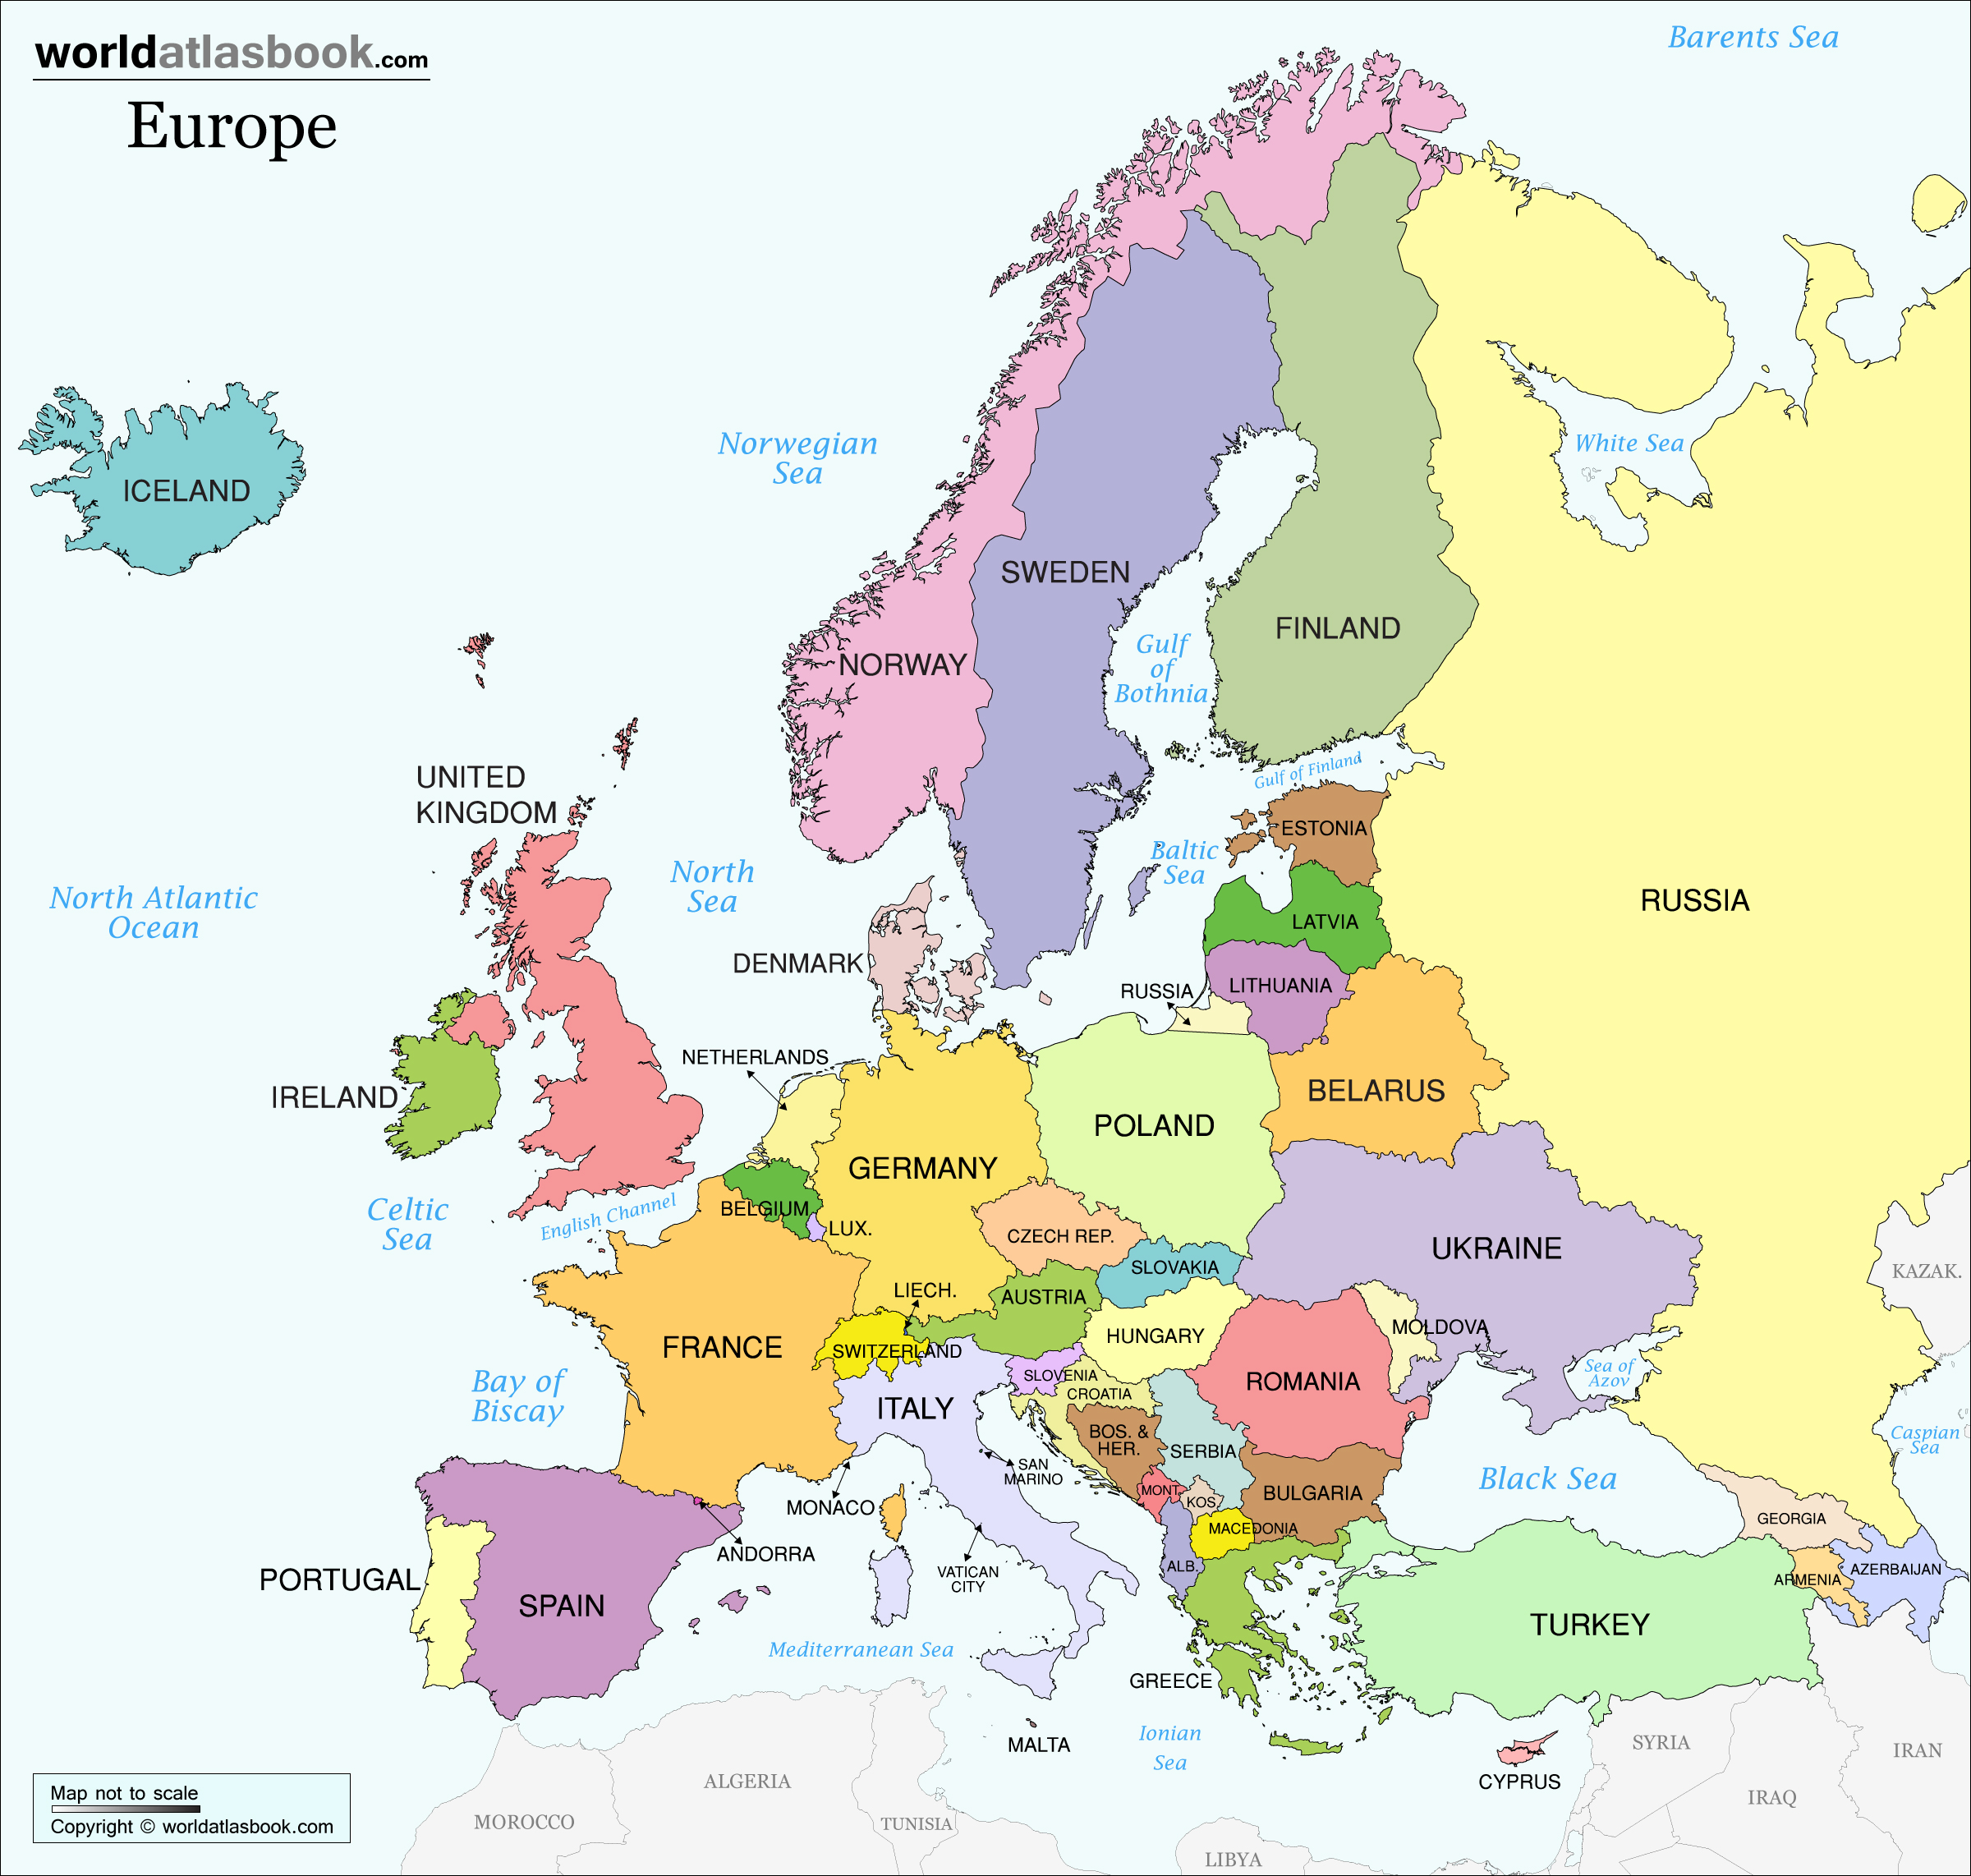 worldatlasbook.com
Europe
Barents Sea
Norwegian
Sea
White Sea
ICELAND
SWEDEN
FINLAND
NORWAY
Gulf
of
Bothnia
UNITED
KINGDOM
Gulf of Finland
ESTONIA
Baltic
Sea
North
Sea
North Atlantic
Ocean
RUSSIA
LATVIA
DENMARK
LITHUANIA
RUSSIA
NETHERLANDS
IRELAND
BELARUS
POLAND
GERMANY
Celtic
Sea
English Channel
BELGIUM
LUX.
CZECH REP.
UKRAINE
SLOVAKIA
KAZAK.
LIECH.
AUSTRIA
MOLDOVA
HUNGARY
FRANCE
SWITZERLAND
Sea of
Azov
SLOVENIA
CROATIA
ROMANIA
Bay of
Biscay
ITALY
BOS. &
HER.
SERBIA
Caspian
Sea
SAN
MARINO
Black Sea
MONT.
KOS.
BULGARIA
MONACO
GEORGIA
MACEDONIA
ANDORRA
ALB.
AZERBAIJAN
VATICAN
CITY
ARMENIA
PORTUGAL
SPAIN
TURKEY
Mediterranean Sea
GREECE
Ionian
Sea
MALTA
SYRIA
IRAN
CYPRUS
ALGERIA
Map not to scale
IRAQ
MOROCCO
TUNISIA
Copyright © worldatlasbook.com
LIBYA